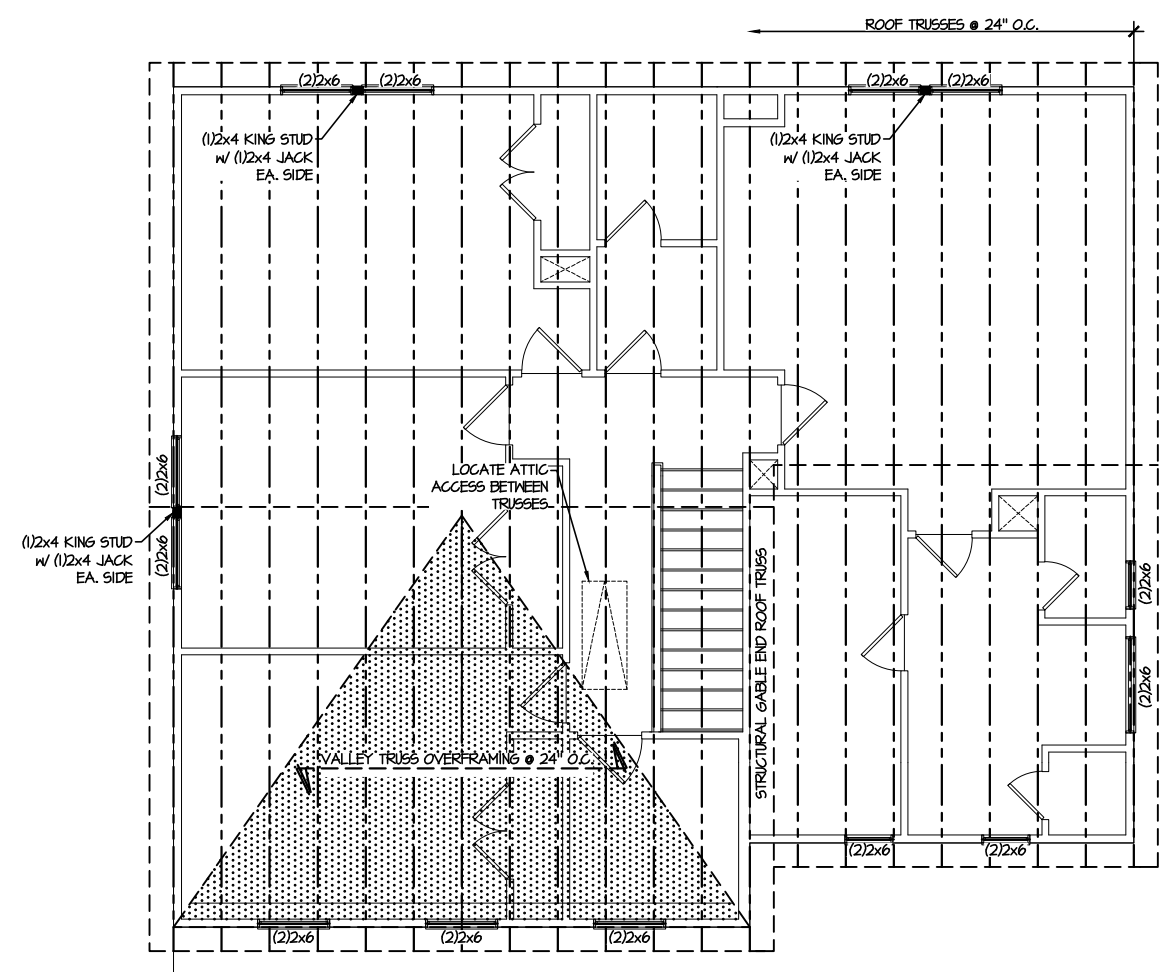 ROOF TRUSSES @ 24" O.C.
(2)2x6
(2)2x6
(2)2x6
(2)2x6
(1)2x4 KING STUD
W/ (1)2x4 JACK
EA. SIDE
(1)2x4 KING STUD
W/ (1)2x4 JACK
EA. SIDE
(2)2x6
LOCATE ATTIC
ACCESS BETWEEN
TRUSSES
(1)2x4 KING STUD
W/ (1)2x4 JACK
EA. SIDE
(2)2x6
STRUCTURAL GABLE END ROOF TRUSS
(2)2x6
(2)2x6
VALLEY TRUSS OVERFRAMING @ 24" O.C.
(2)2x6
(2)2x6
(2)2x6
(2)2x6
(2)2x6